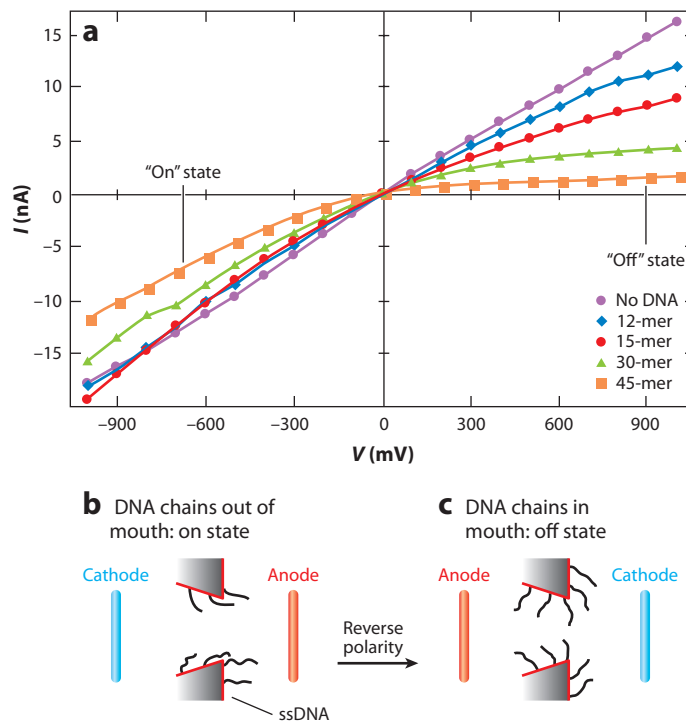 a
15
10
5
0
−5
−10
−15
I (nA)
"On" state
"Off" state
No DNA
12-mer
15-mer
30-mer
45-mer
−900 −600 −300 0 300 600 900
V (mV)
b DNA chains out of
mouth: on state
Cathode
Anode
ssDNA
Reverse
polarity
c DNA chains in
mouth: off state
Anode
Cathode